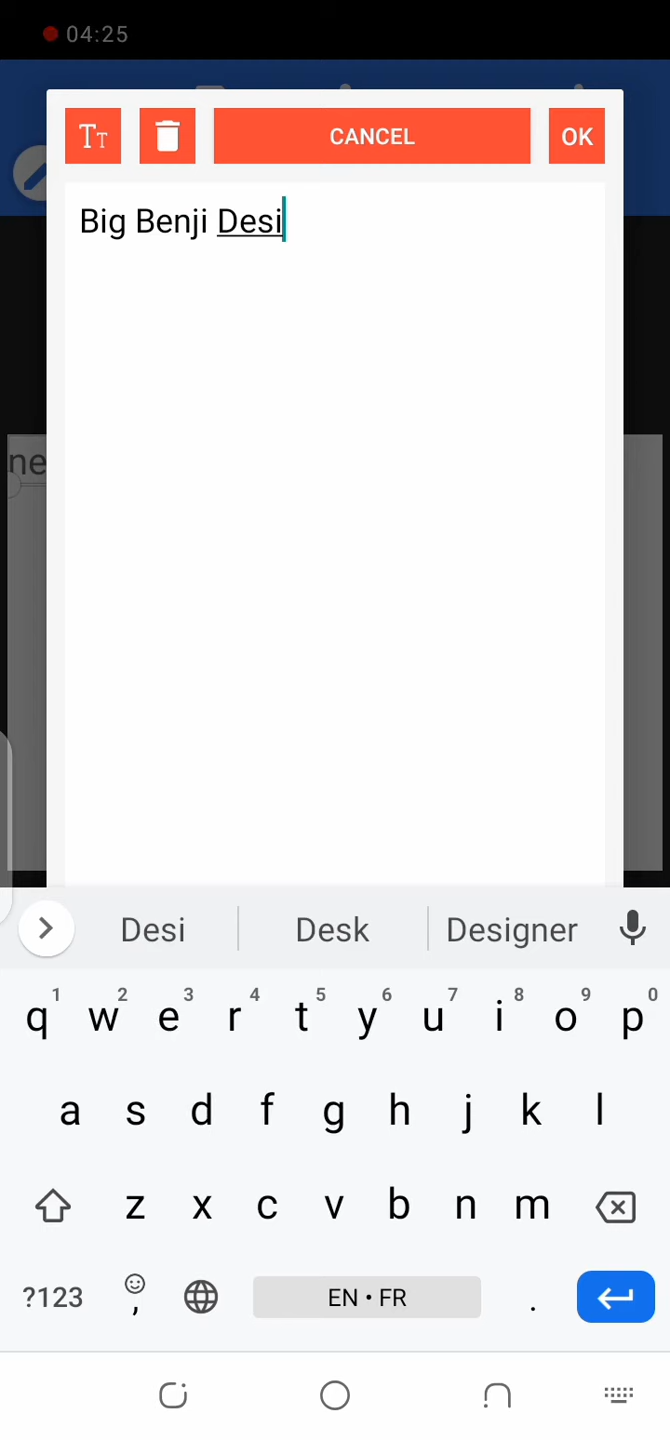 04:25
Tт CANCEL OK
Big Benji Desi
ne
Desi Desk Designer
1 2 3 4 5 6 7 8 9 0
q w e r t y u i o p
a s d f g h j k l
z x c v b n m
?123 , EN • FR .